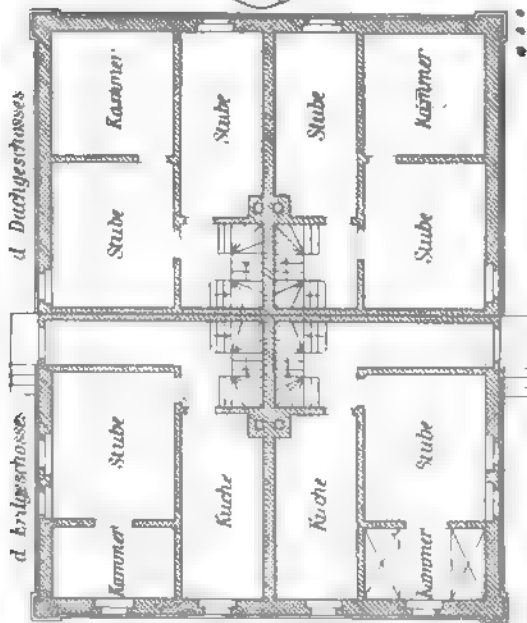 d Dachgeschosses
Kammer
Stube
Stube
Kammer
Stube
Stube
d Erdgeschosses
Stube
Kammer
Küche
Küche
Stube
Kammer